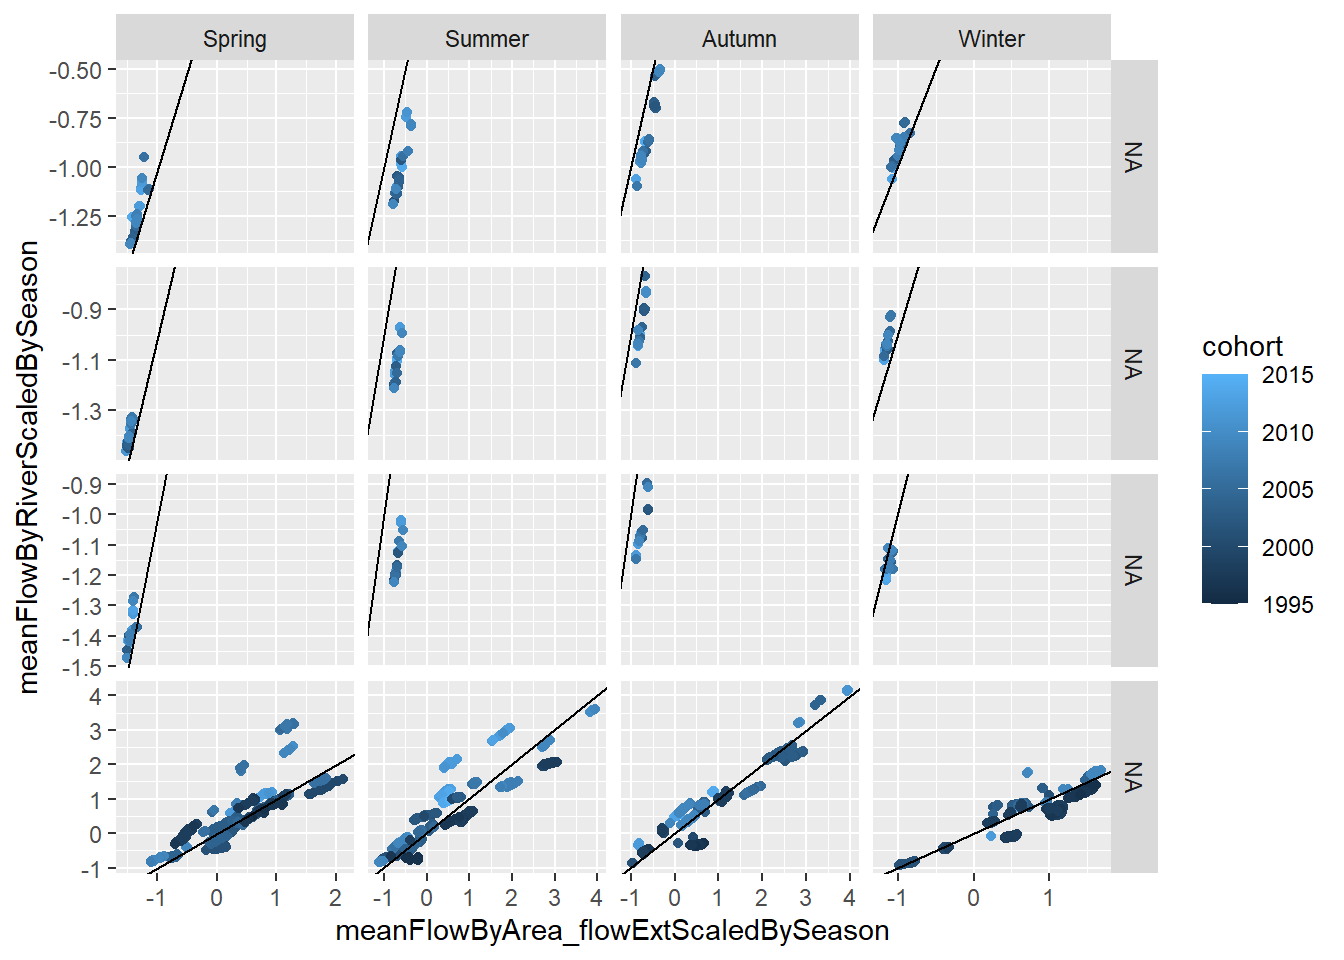 Spring Summer Autumn Winter
-0.50
-0.75
-1.00
-1.25
NA
-0.9
-1.1
-1.3
NA
-0.9
-1.0
-1.1
-1.2
-1.3
-1.4
-1.5
NA
4
3
2
1
0
-1
NA
-1 0 1 2 -1 0 1 2 3 4 -1 0 1 2 3 4 -1 0 1
meanFlowByArea_flowExtScaledBySeason
meanFlowByRiverScaledBySeason
cohort
2015
2010
2005
2000
1995